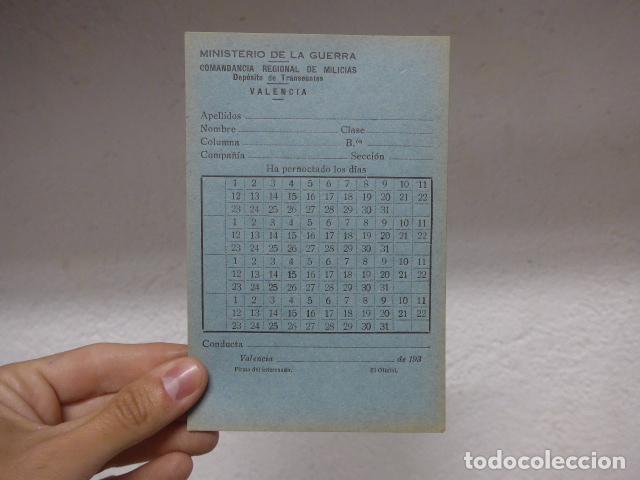 MINISTERIO DE LA GUERRA
COMANDANCIA REGIONAL DE MILICIAS
Depósito de Transeuntes
VALENCIA
Apellidos
Nombre Clase
Columna B.ón
Compañía Sección
Ha pernoctado los días
1 2 3 4 5 6 7 8 9 10 11
12 13 14 15 16 17 18 19 20 21 22
23 24 25 26 27 28 29 30 31
1 2 3 4 5 6 7 8 9 10 11
12 13 14 15 16 17 18 19 20 21 22
23 24 25 26 27 28 29 30 31
1 2 3 4 5 6 7 8 9 10 11
12 13 14 15 16 17 18 19 20 21 22
23 24 25 26 27 28 29 30 31
1 2 3 4 5 6 7 8 9 10 11
12 13 14 15 16 17 18 19 20 21 22
23 24 25 26 27 28 29 30 31
Conducta
Valencia de 193
Firma del interesado, El Oficial,
todocoleccion.net